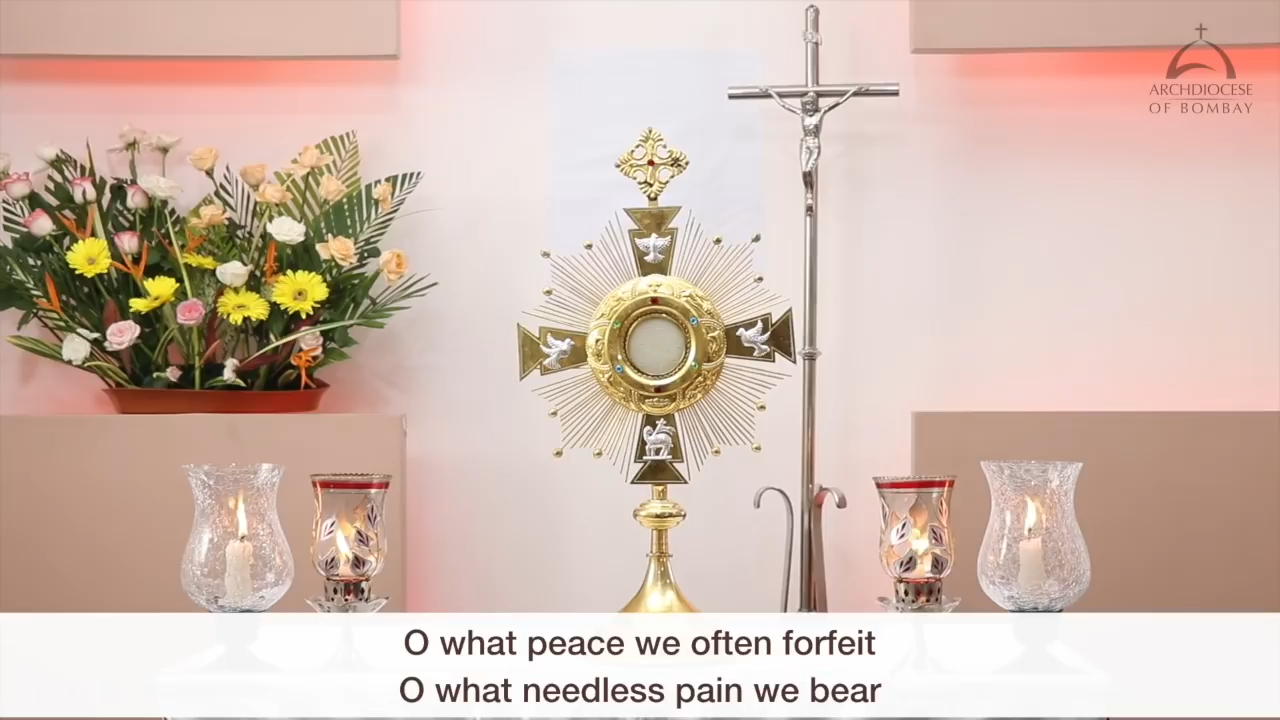 ARCHDIOCESE
OF BOMBAY
O what peace we often forfeit
O what needless pain we bear